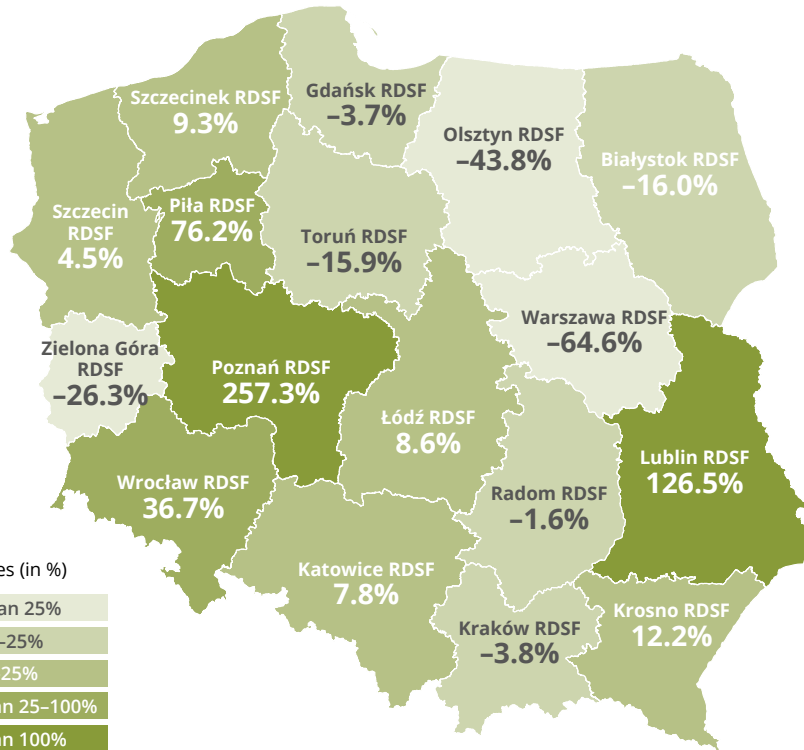 Szczecinek RDSF
9.3%
Gdańsk RDSF
–3.7%
Olsztyn RDSF
–43.8%
Białystok RDSF
–16.0%
Szczecin
RDSF
4.5%
Piła RDSF
76.2%
Toruń RDSF
–15.9%
Warszawa RDSF
–64.6%
Zielona Góra
RDSF
–26.3%
Poznań RDSF
257.3%
Łódź RDSF
8.6%
Lublin RDSF
126.5%
Wrocław RDSF
36.7%
Radom RDSF
–1.6%
Katowice RDSF
7.8%
Kraków RDSF
–3.8%
Krosno RDSF
12.2%
(in %)
25%
–25%
25%
25–100%
100%